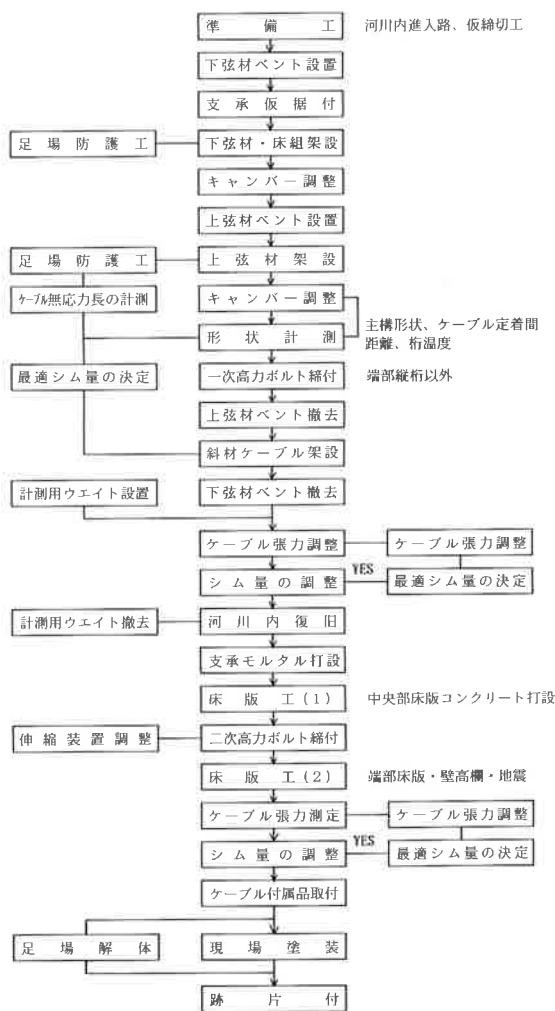 準備工 河川内進入路、仮締切工
下弦材ベント設置
支承仮据付
足場防護工 下弦材・床組架設
キャンバー調整
上弦材ベント設置
足場防護工 上弦材架設
ケーブル無応力長の計測 キャンバー調整
主構形状、ケーブル定着間
距離、桁温度
形状計測
最適シム量の決定 一次高力ボルト締付 端部縦桁以外
上弦材ベント撤去
斜材ケーブル架設
計測用ウエイト設置 下弦材ベント撤去
ケーブル張力調整 ケーブル張力調整
シム量の調整 YES 最適シム量の決定
計測用ウエイト撤去 河川内復旧
支承モルタル打設
床版工(1) 中央部床版コンクリート打設
伸縮装置調整 二次高力ボルト締付
床版工(2) 端部床版・壁高欄・地震
ケーブル張力測定 ケーブル張力調整
シム量の調整 YES 最適シム量の決定
ケーブル付属品取付
足場解体 現場塗装
跡片付